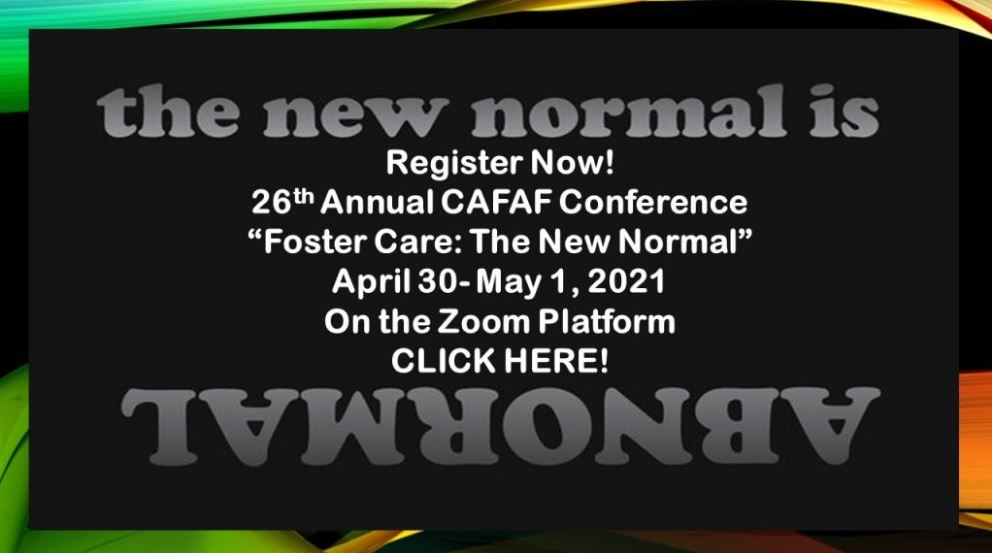 the new normal is
Register Now!
26th Annual CAFAF Conference
“Foster Care: The New Normal”
April 30- May 1, 2021
On the Zoom Platform
CLICK HERE!
ABNORMAL